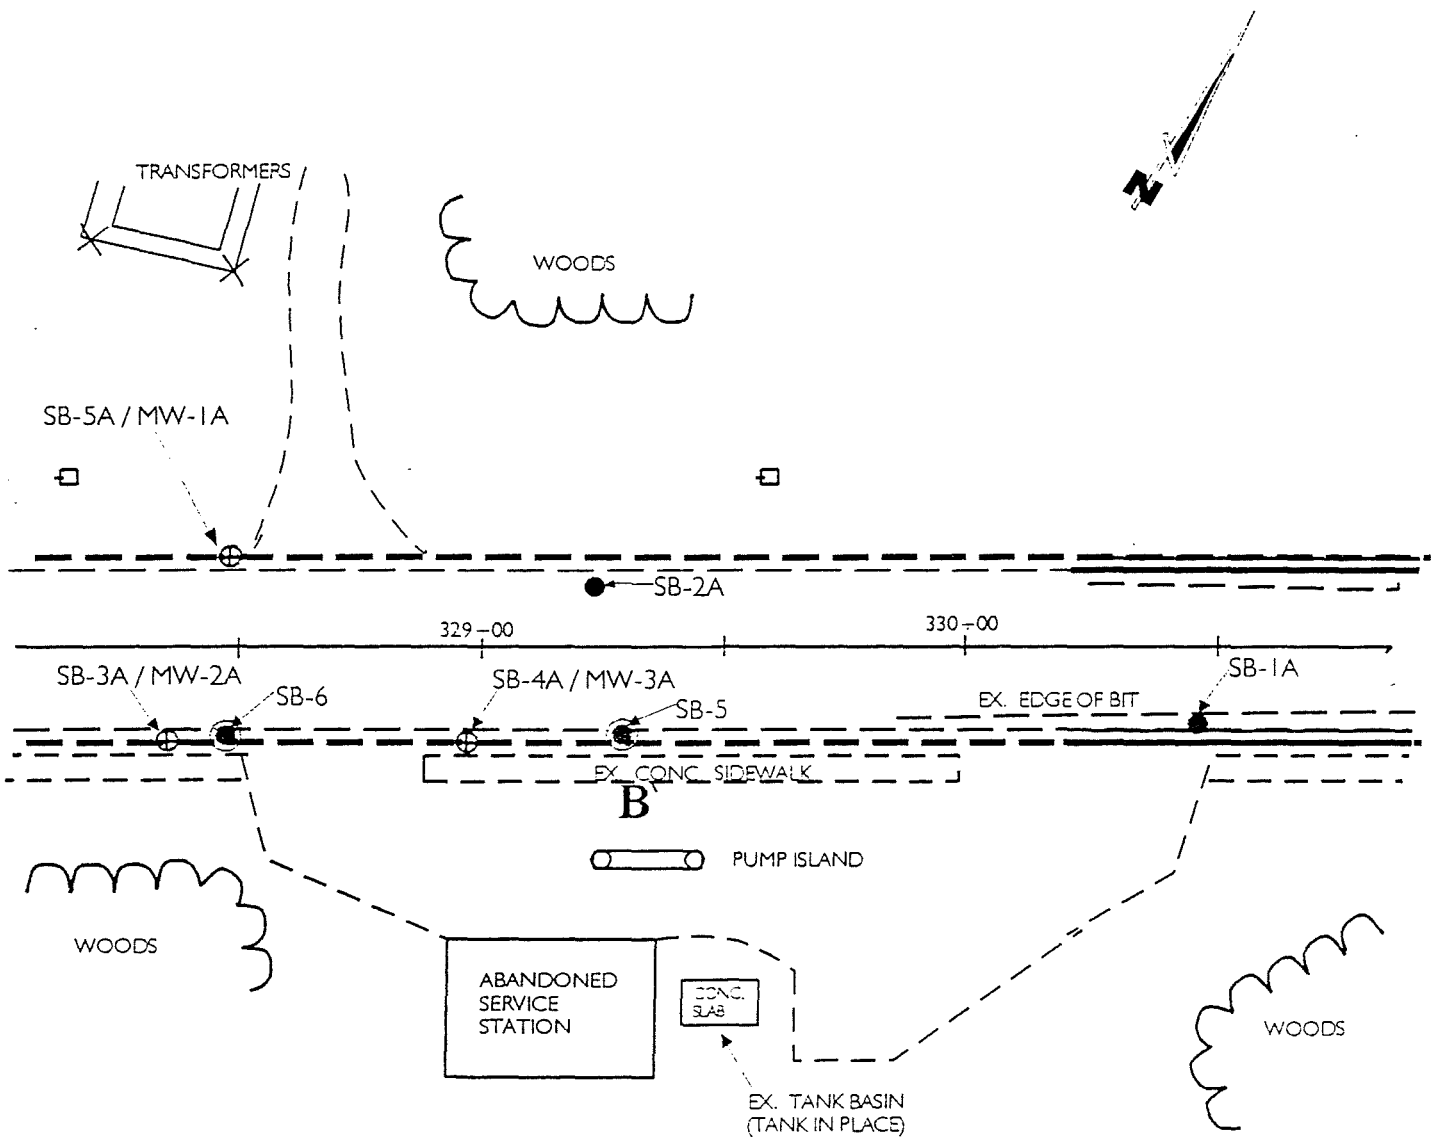 N
TRANSFORMERS
WOODS
SB-5A / MW-1A
SB-2A
329-00
330-00
SB-3A / MW-2A
SB-6
SB-4A / MW-3A
SB-5
SB-1A
EX. EDGE OF BIT
EX. CONC. SIDEWALK
B
PUMP ISLAND
WOODS
ABANDONED
SERVICE
STATION
CONC.
SLAB
WOODS
EX. TANK BASIN
(TANK IN PLACE)